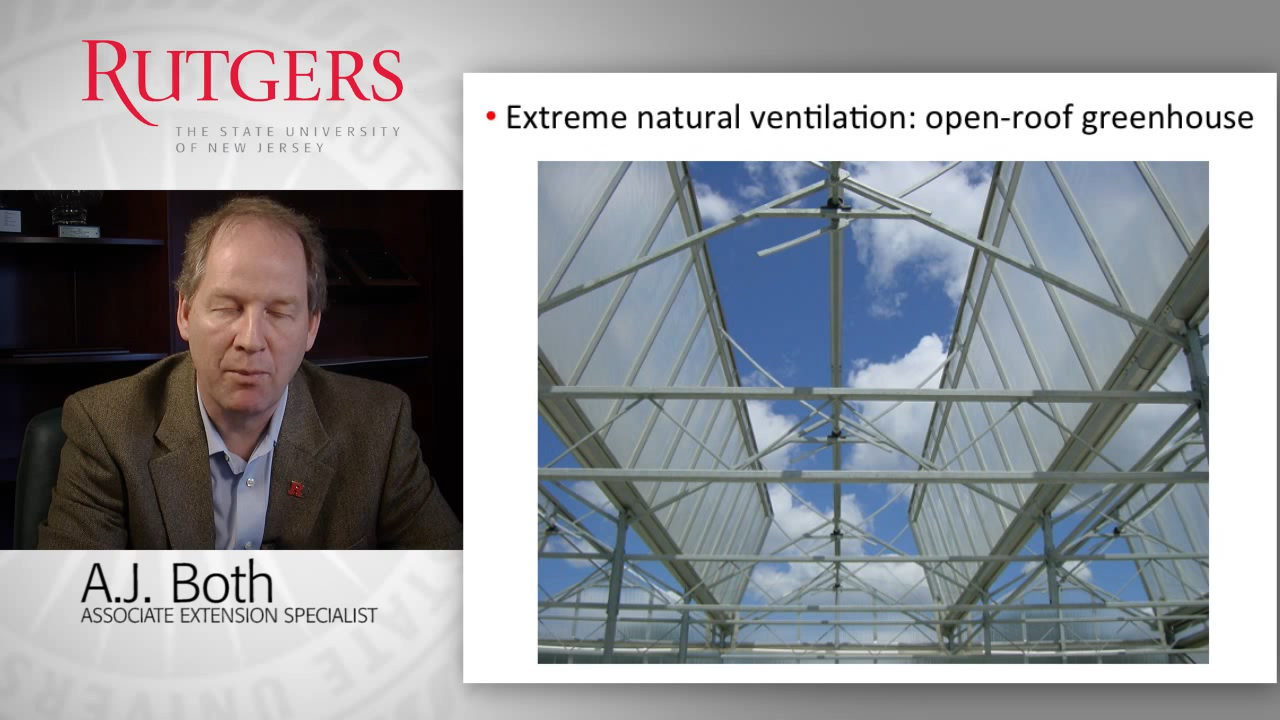 RUTGERS
THE STATE UNIVERSITY
OF NEW JERSEY
• Extreme natural ventilation: open-roof greenhouse
R
A.J. Both
ASSOCIATE EXTENSION SPECIALIST